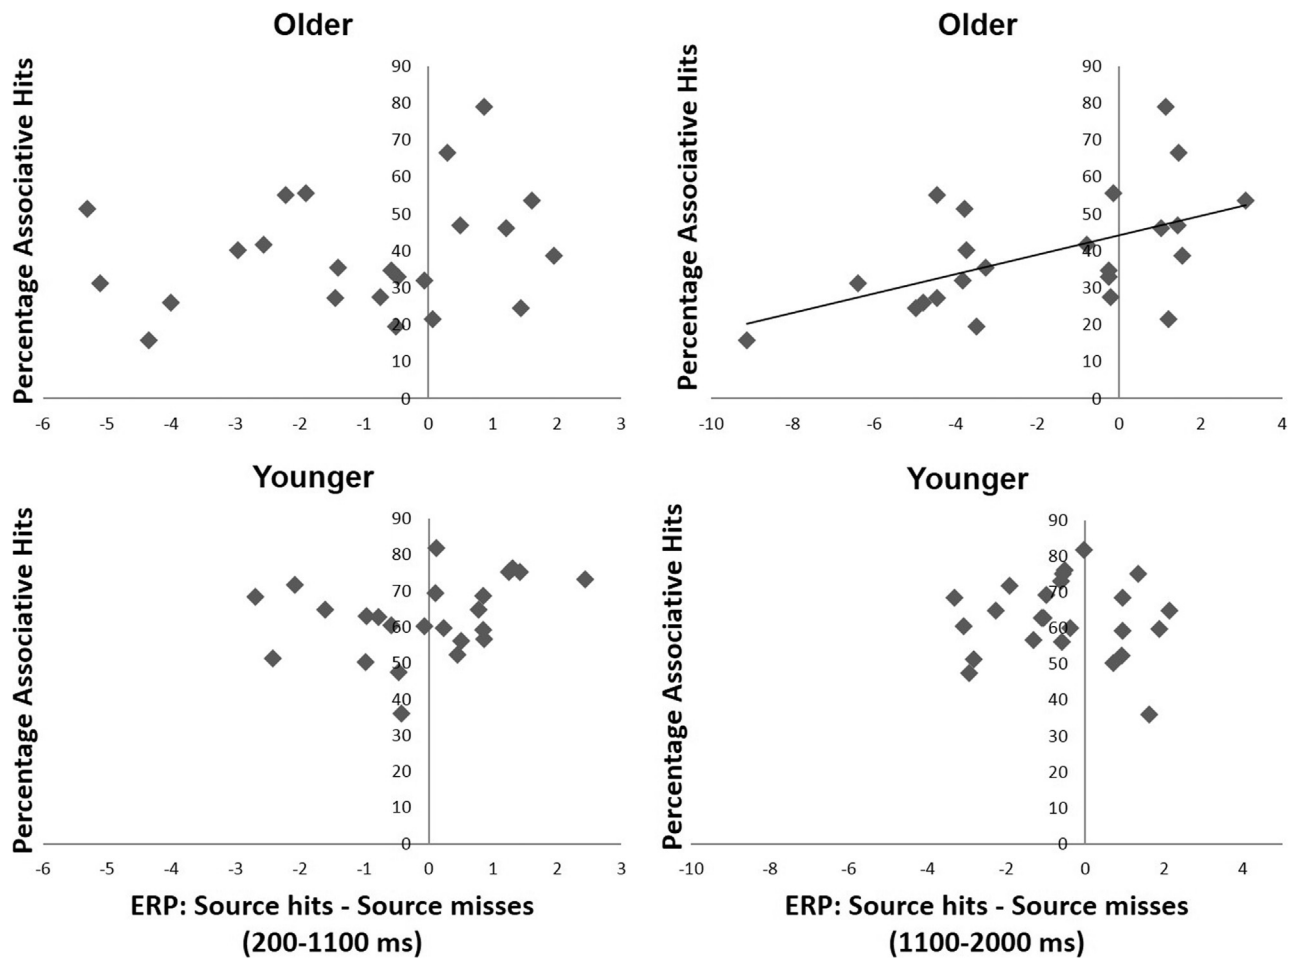 Older
Percentage Associative Hits
90
80
70
60
50
40
30
20
10
0
-6 -5 -4 -3 -2 -1 0 1 2 3
Older
Percentage Associative Hits
90
80
70
60
50
40
30
20
10
0
-10 -8 -6 -4 -2 0 2 4
Younger
Percentage Associative Hits
90
80
70
60
50
40
30
20
10
0
-6 -5 -4 -3 -2 -1 0 1 2 3
ERP: Source hits - Source misses
(200-1100 ms)
Younger
Percentage Associative Hits
90
80
70
60
50
40
30
20
10
0
-10 -8 -6 -4 -2 0 2 4
ERP: Source hits - Source misses
(1100-2000 ms)